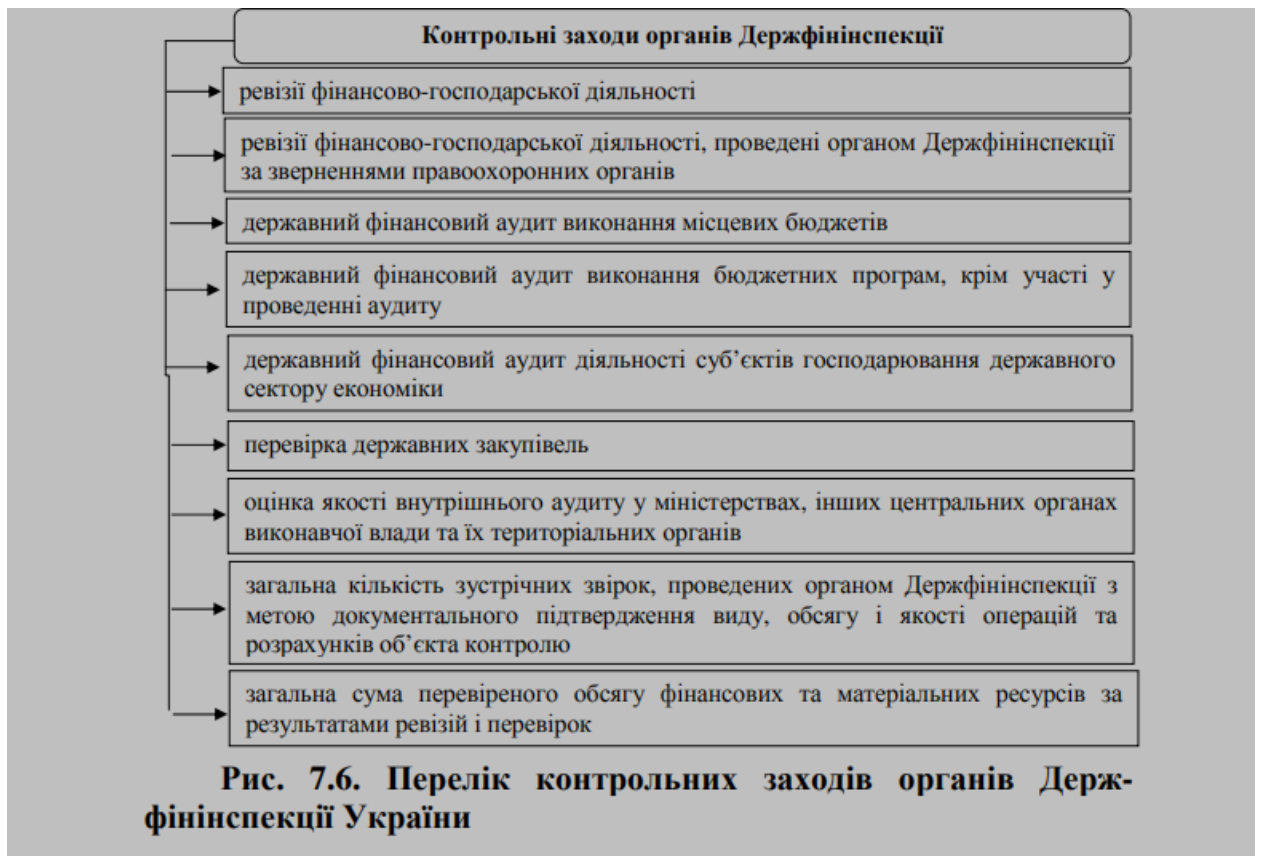 Контрольні заходи органів Держфінінспекції
ревізії фінансово-господарської діяльності
ревізії фінансово-господарської діяльності, проведені органом Держфінінспекції
за зверненнями правоохоронних органів
державний фінансовий аудит виконання місцевих бюджетів
державний фінансовий аудит виконання бюджетних програм, крім участі у
проведенні аудиту
державний фінансовий аудит діяльності суб’єктів господарювання державного
сектору економіки
перевірка державних закупівель
оцінка якості внутрішнього аудиту у міністерствах, інших центральних органах
виконавчої влади та їх територіальних органів
загальна кількість зустрічних звірок, проведених органом Держфінінспекції з
метою документального підтвердження виду, обсягу і якості операцій та
розрахунків об’єкта контролю
загальна сума перевіреного обсягу фінансових та матеріальних ресурсів за
результатами ревізій і перевірок
Рис. 7.6. Перелік контрольних заходів органів Держ-
фінінспекції України